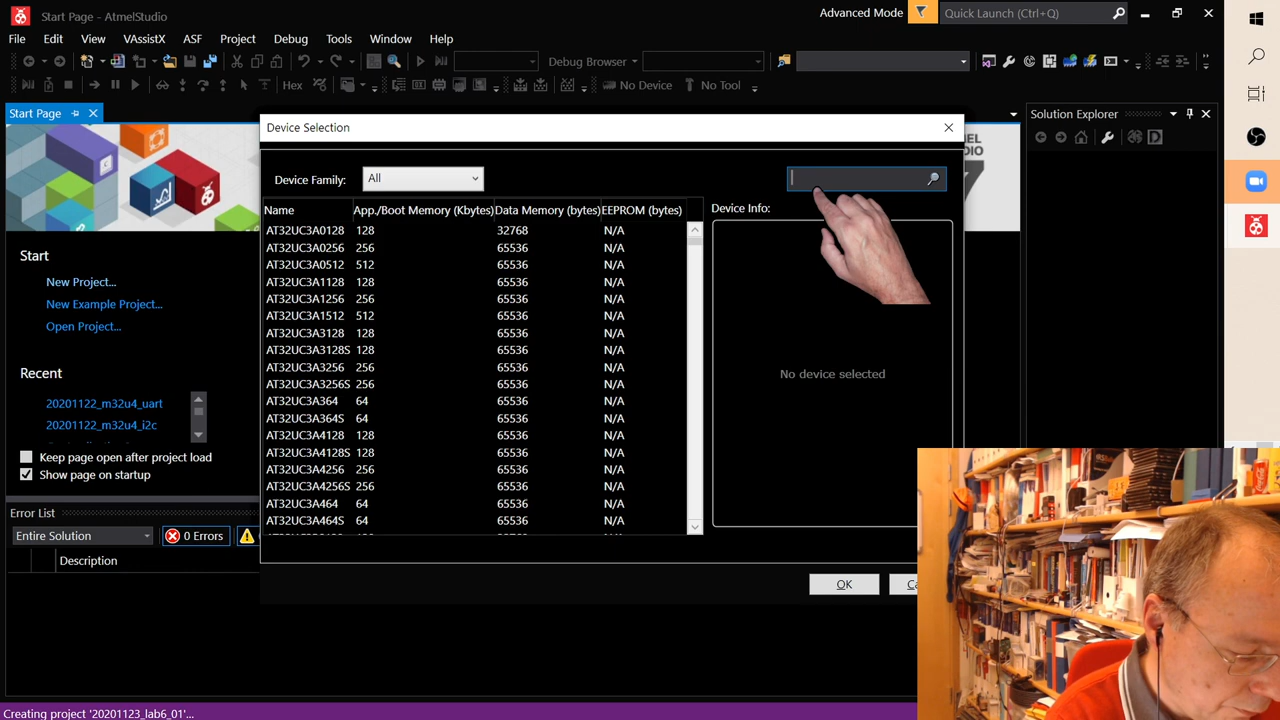 Start Page - AtmelStudio
Advanced Mode
Quick Launch (Ctrl+Q)
File Edit View VAssistX ASF Project Debug Tools Window Help
Debug Browser
Hex
No Device
No Tool
Start Page
Device Selection
Solution Explorer
Device Family: All
Device Info:
Name App./Boot Memory (Kbytes) Data Memory (bytes) EEPROM (bytes)
AT32UC3A0128 128 32768 N/A
AT32UC3A0256 256 65536 N/A
AT32UC3A0512 512 65536 N/A
AT32UC3A1128 128 65536 N/A
AT32UC3A1256 256 65536 N/A
AT32UC3A1512 512 65536 N/A
AT32UC3A3128 128 65536 N/A
AT32UC3A3128S 128 65536 N/A
AT32UC3A3256 256 65536 N/A
AT32UC3A3256S 256 65536 N/A
AT32UC3A364 64 65536 N/A
AT32UC3A364S 64 65536 N/A
AT32UC3A4128 128 65536 N/A
AT32UC3A4128S 128 65536 N/A
AT32UC3A4256 256 65536 N/A
AT32UC3A4256S 256 65536 N/A
AT32UC3A464 64 65536 N/A
AT32UC3A464S 64 65536 N/A
No device selected
OK
Start
New Project...
New Example Project...
Open Project...
Recent
20201122_m32u4_uart
20201122_m32u4_i2c
Keep page open after project load
Show page on startup
Error List
Entire Solution
0 Errors
Description
Creating project '20201123_lab6_01'...